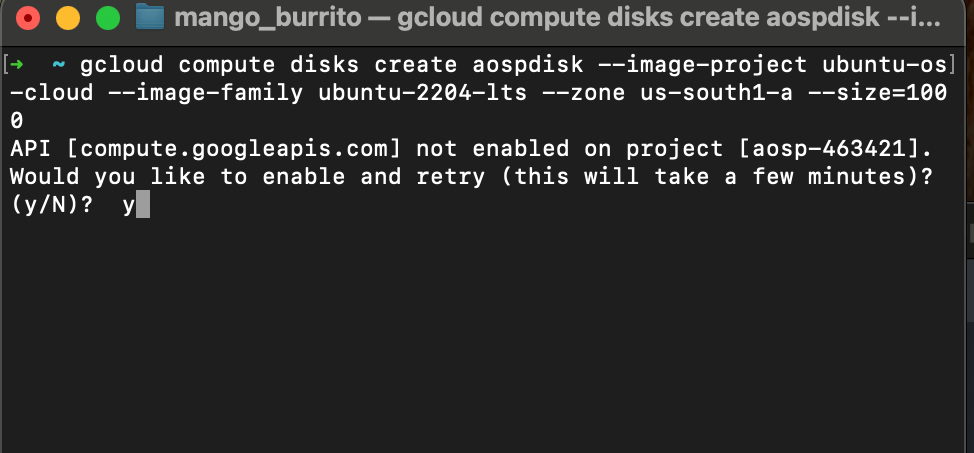 mango_burrito — gcloud compute disks create aospdisk --i...
[➜  ~ gcloud compute disks create aospdisk --image-project ubuntu-os]
-cloud --image-family ubuntu-2204-lts --zone us-south1-a --size=100
0
API [compute.googleapis.com] not enabled on project [aosp-463421].
Would you like to enable and retry (this will take a few minutes)?
(y/N)?  y